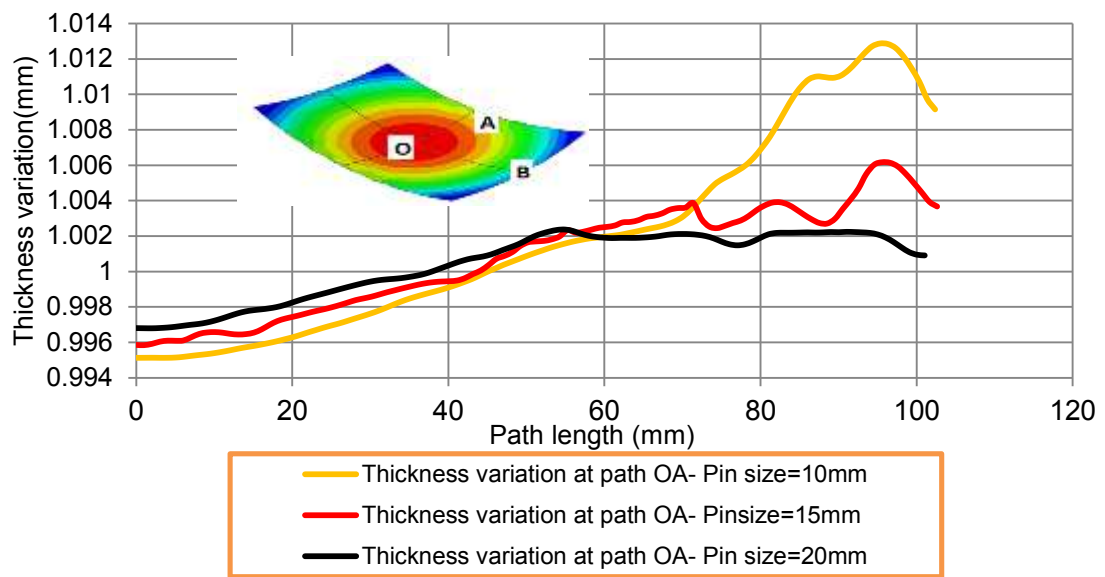 1.014
1.012
1.01
1.008
1.006
1.004
1.002
1
0.998
0.996
0.994
Thickness variation(mm)
A
O
B
0 20 40 60 80 100 120
Path length (mm)
Thickness variation at path OA- Pin size=10mm
Thickness variation at path OA- Pinsize=15mm
Thickness variation at path OA- Pin size=20mm